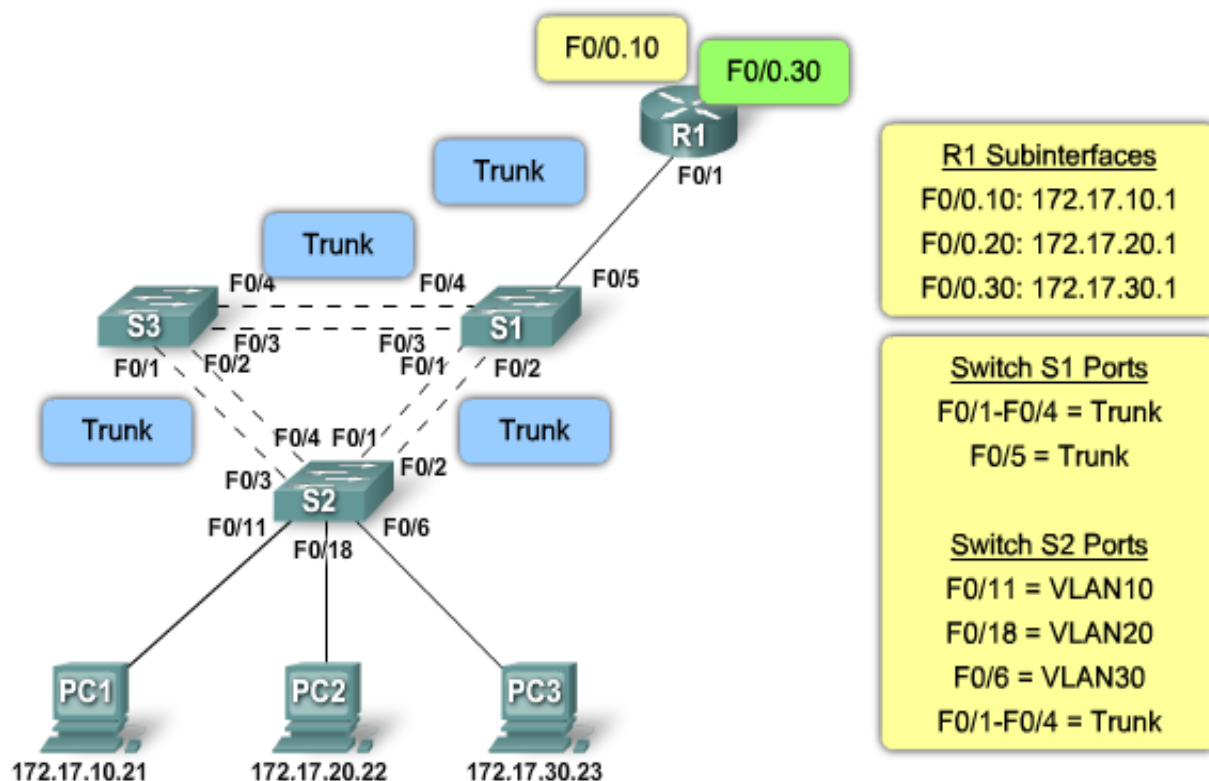 F0/0.10
F0/0.30
R1
F0/1
Trunk
Trunk
F0/4
F0/4
F0/5
S3
S1
F0/3
F0/3
F0/1
F0/2
F0/1
F0/2
Trunk
Trunk
F0/4
F0/1
F0/3
F0/2
S2
F0/11
F0/18
F0/6
PC1
PC2
PC3
172.17.10.21
172.17.20.22
172.17.30.23
R1 Subinterfaces
F0/0.10: 172.17.10.1
F0/0.20: 172.17.20.1
F0/0.30: 172.17.30.1
Switch S1 Ports
F0/1-F0/4 = Trunk
F0/5 = Trunk
Switch S2 Ports
F0/11 = VLAN10
F0/18 = VLAN20
F0/6 = VLAN30
F0/1-F0/4 = Trunk